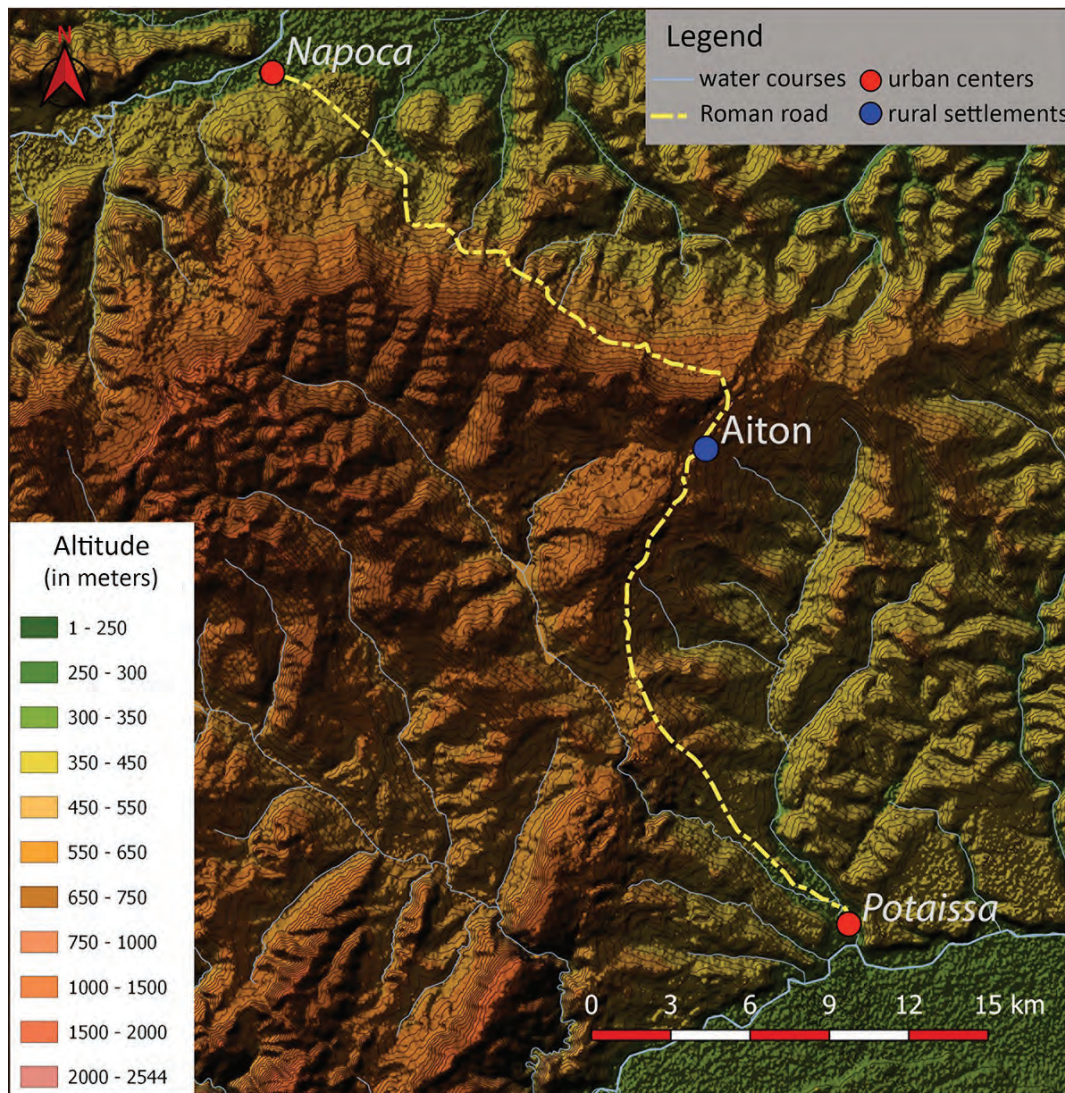 N
Napoca
Legend
water courses
urban centers
Roman road
rural settlements
Aiton
Altitude
(in meters)
1 - 250
250 - 300
300 - 350
350 - 450
450 - 550
550 - 650
650 - 750
750 - 1000
1000 - 1500
1500 - 2000
2000 - 2544
Potaissa
0 3 6 9 12 15 km